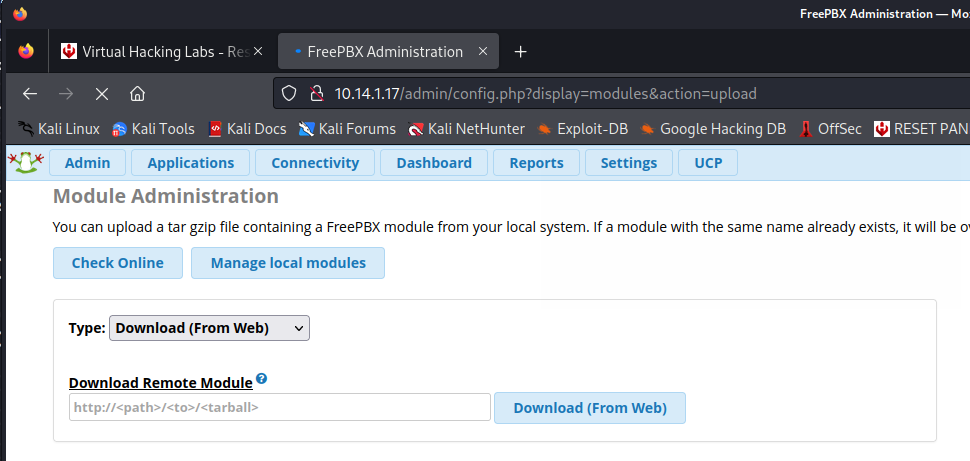 FreePBX Administration — Mo
Virtual Hacking Labs - Res
FreePBX Administration
10.14.1.17/admin/config.php?display=modules&action=upload
Kali Linux Kali Tools Kali Docs Kali Forums Kali NetHunter Exploit-DB Google Hacking DB OffSec RESET PAN
Admin Applications Connectivity Dashboard Reports Settings UCP
Module Administration
You can upload a tar gzip file containing a FreePBX module from your local system. If a module with the same name already exists, it will be ov
Check Online Manage local modules
Type: Download (From Web)
Download Remote Module ?
http://<path>/<to>/<tarball> Download (From Web)